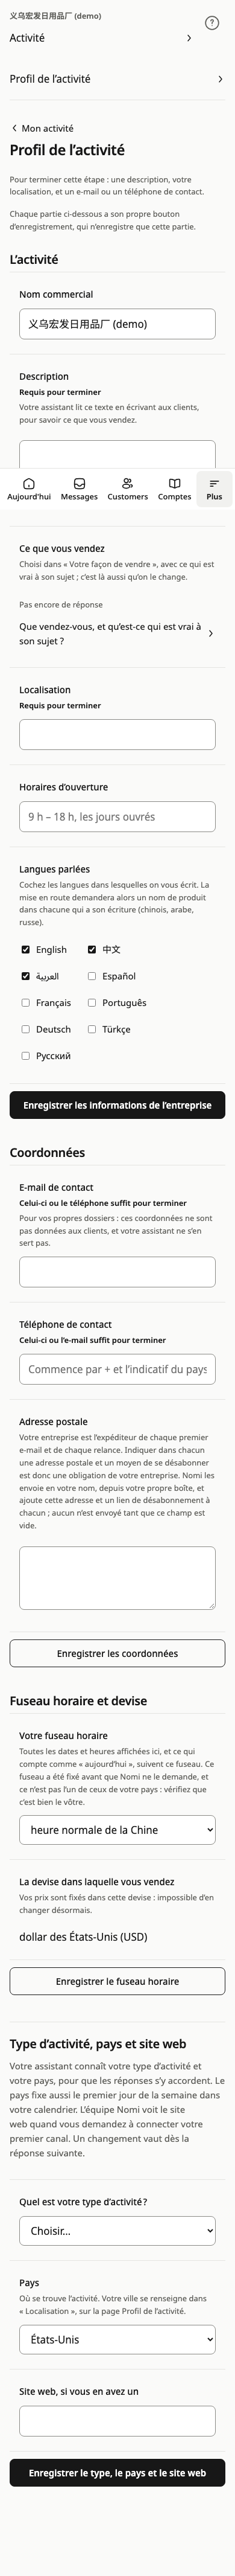 义乌宏发日用品厂 (demo)
Activité
Profil de l’activité
Mon activité
Profil de l’activité
Pour terminer cette étape : une description, votre
localisation, et un e-mail ou un téléphone de contact.
Chaque partie ci-dessous a son propre bouton
d’enregistrement, qui n’enregistre que cette partie.
L’activité
Nom commercial
义乌宏发日用品厂 (demo)
Description
Requis pour terminer
Votre assistant lit ce texte en écrivant aux clients,
pour savoir ce que vous vendez.
Aujourd’hui
Messages
Customers
Comptes
Plus
Ce que vous vendez
Choisi dans « Votre façon de vendre », avec ce qui est
vrai à son sujet ; c’est là aussi qu’on le change.
Pas encore de réponse
Que vendez-vous, et qu’est-ce qui est vrai à
son sujet ?
Localisation
Requis pour terminer
Horaires d’ouverture
9 h – 18 h, les jours ouvrés
Langues parlées
Cochez les langues dans lesquelles on vous écrit. La
mise en route demandera alors un nom de produit
dans chacune qui a son écriture (chinois, arabe,
russe).
English
中文
العربية
Español
Français
Português
Deutsch
Türkçe
Русский
Enregistrer les informations de l’entreprise
Coordonnées
E-mail de contact
Celui-ci ou le téléphone suffit pour terminer
Pour vos propres dossiers : ces coordonnées ne sont
pas données aux clients, et votre assistant ne s’en
sert pas.
Téléphone de contact
Celui-ci ou l’e-mail suffit pour terminer
Commence par + et l’indicatif du pays
Adresse postale
Votre entreprise est l’expéditeur de chaque premier
e-mail et de chaque relance. Indiquer dans chacun
une adresse postale et un moyen de se désabonner
est donc une obligation de votre entreprise. Nomi les
envoie en votre nom, depuis votre propre boîte, et
ajoute cette adresse et un lien de désabonnement à
chacun ; aucun n’est envoyé tant que ce champ est
vide.
Enregistrer les coordonnées
Fuseau horaire et devise
Votre fuseau horaire
Toutes les dates et heures affichées ici, et ce qui
compte comme « aujourd’hui », suivent ce fuseau. Ce
fuseau a été fixé avant que Nomi ne le demande, et
ce n’est pas l’un de ceux de votre pays : vérifiez que
c’est bien le vôtre.
heure normale de la Chine
La devise dans laquelle vous vendez
Vos prix sont fixés dans cette devise : impossible d’en
changer désormais.
dollar des États-Unis (USD)
Enregistrer le fuseau horaire
Type d’activité, pays et site web
Votre assistant connaît votre type d’activité et
votre pays, pour que les réponses s’y accordent. Le
pays fixe aussi le premier jour de la semaine dans
votre calendrier. L’équipe Nomi voit le site
web quand vous demandez à connecter votre
premier canal. Un changement vaut dès la
réponse suivante.
Quel est votre type d’activité ?
Choisir…
Pays
Où se trouve l’activité. Votre ville se renseigne dans
« Localisation », sur la page Profil de l’activité.
États-Unis
Site web, si vous en avez un
Enregistrer le type, le pays et le site web